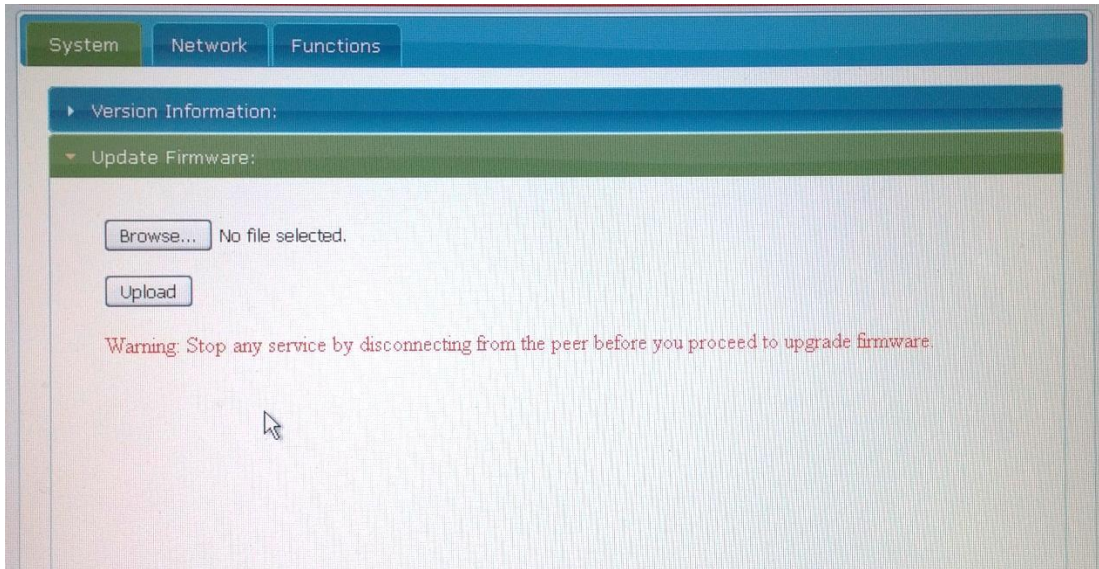 System Network Functions
Version Information:
Update Firmware:
Browse... No file selected.
Upload
Warning: Stop any service by disconnecting from the peer before you proceed to upgrade firmware.